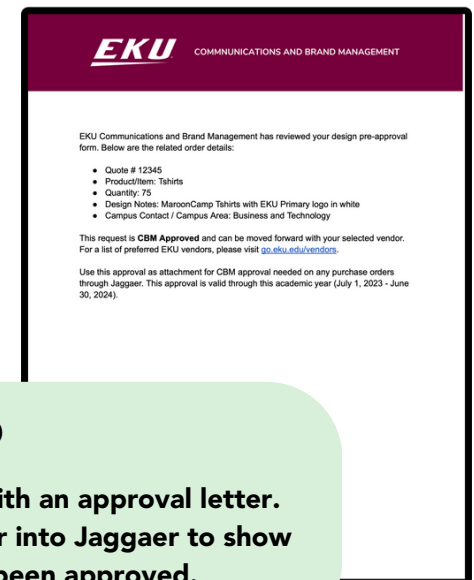 EKU COMMNUNICATIONS AND BRAND MANAGEMENT
EKU Communications and Brand Management has reviewed your design pre-approval
form. Below are the related order details:
• Quote # 12345
• Product/Item: Tshirts
• Quantity: 75
• Design Notes: MaroonCamp Tshirts with EKU Primary logo in white
• Campus Contact / Campus Area: Business and Technology
This request is CBM Approved and can be moved forward with your selected vendor.
For a list of preferred EKU vendors, please visit go.eku.edu/vendors.
Use this approval as attachment for CBM approval needed on any purchase orders
through Jaggaer. This approval is valid through this academic year (July 1, 2023 - June
30, 2024).
with an approval letter.
into Jaggaer to show
been approved.